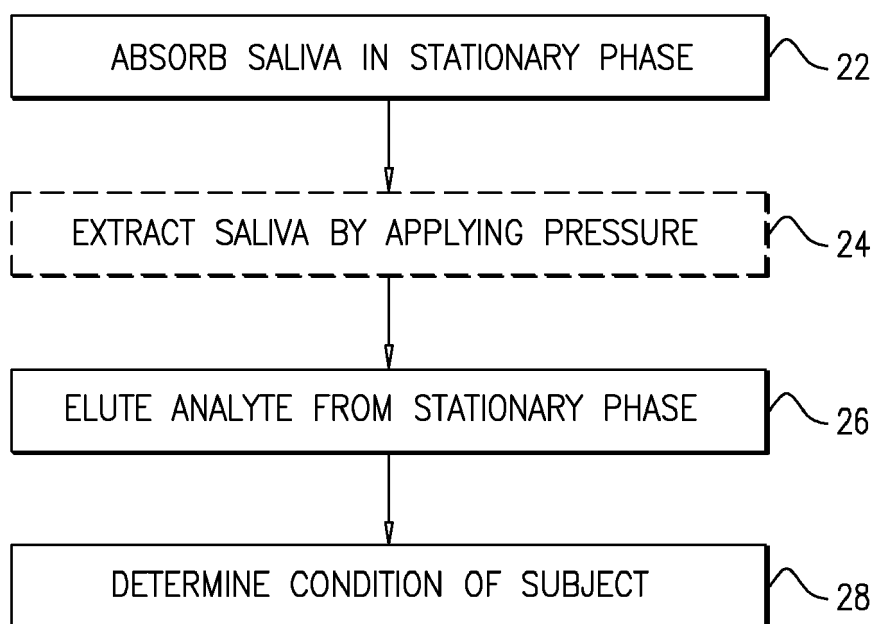 ABSORB SALIVA IN STATIONARY PHASE
22
EXTRACT SALIVA BY APPLYING PRESSURE
24
ELUTE ANALYTE FROM STATIONARY PHASE
26
DETERMINE CONDITION OF SUBJECT
28